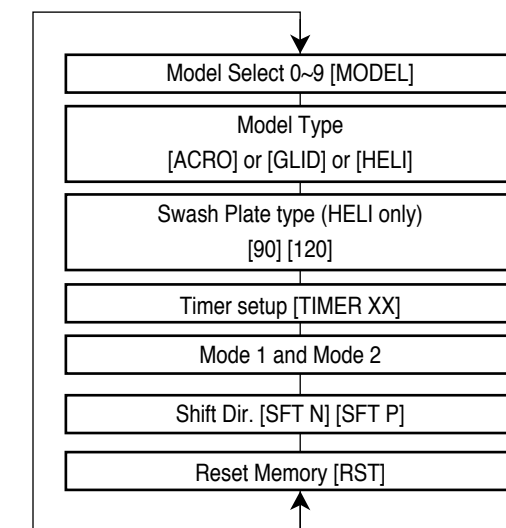 Model Select 0~9 [MODEL]
Model Type
[ACRO] or [GLID] or [HELI]
Swash Plate type (HELI only)
[90] [120]
Timer setup [TIMER XX]
Mode 1 and Mode 2
Shift Dir. [SFT N] [SFT P]
Reset Memory [RST]